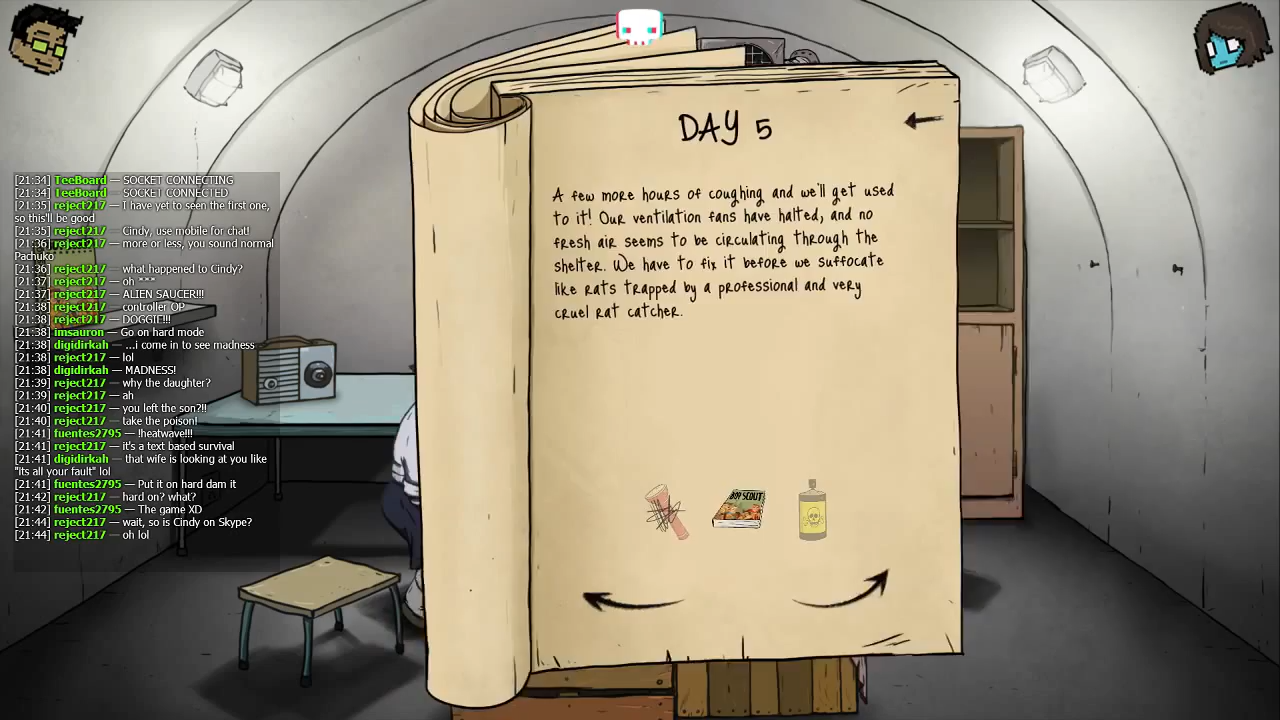 DAY 5
A few more hours of coughing and we'll get used
to it! Our ventilation fans have halted, and no
fresh air seems to be circulating through the
shelter. We have to fix it before we suffocate
like rats trapped by a professional and very
cruel rat catcher.
BOY SCOUT
[21:34] TeeBoard — SOCKET CONNECTING
[21:34] TeeBoard — SOCKET CONNECTED
[21:35] reject217 — I have yet to seen the first one,
so this'll be good
[21:35] reject217 — Cindy, use mobile for chat!
[21:36] reject217 — more or less, you sound normal
Pachuko
[21:36] reject217 — what happened to Cindy?
[21:37] reject217 — oh ***
[21:37] reject217 — ALIEN SAUCER!!!
[21:38] reject217 — controller OP
[21:38] reject217 — DOGGIE!!!
[21:38] imsauron — Go on hard mode
[21:38] digidirkah — ...i come in to see madness
[21:38] reject217 — lol
[21:38] digidirkah — MADNESS!
[21:39] reject217 — why the daughter?
[21:39] reject217 — ah
[21:40] reject217 — you left the son?!!
[21:40] reject217 — take the poison!
[21:41] fuentes2795 — !heatwave!!!
[21:41] reject217 — it's a text based survival
[21:41] digidirkah — that wife is looking at you like
"Its all your fault" lol
[21:41] fuentes2795 — Put it on hard dam it
[21:42] reject217 — hard on? what?
[21:42] fuentes2795 — The game XD
[21:44] reject217 — wait, so is Cindy on Skype?
[21:44] reject217 — oh lol